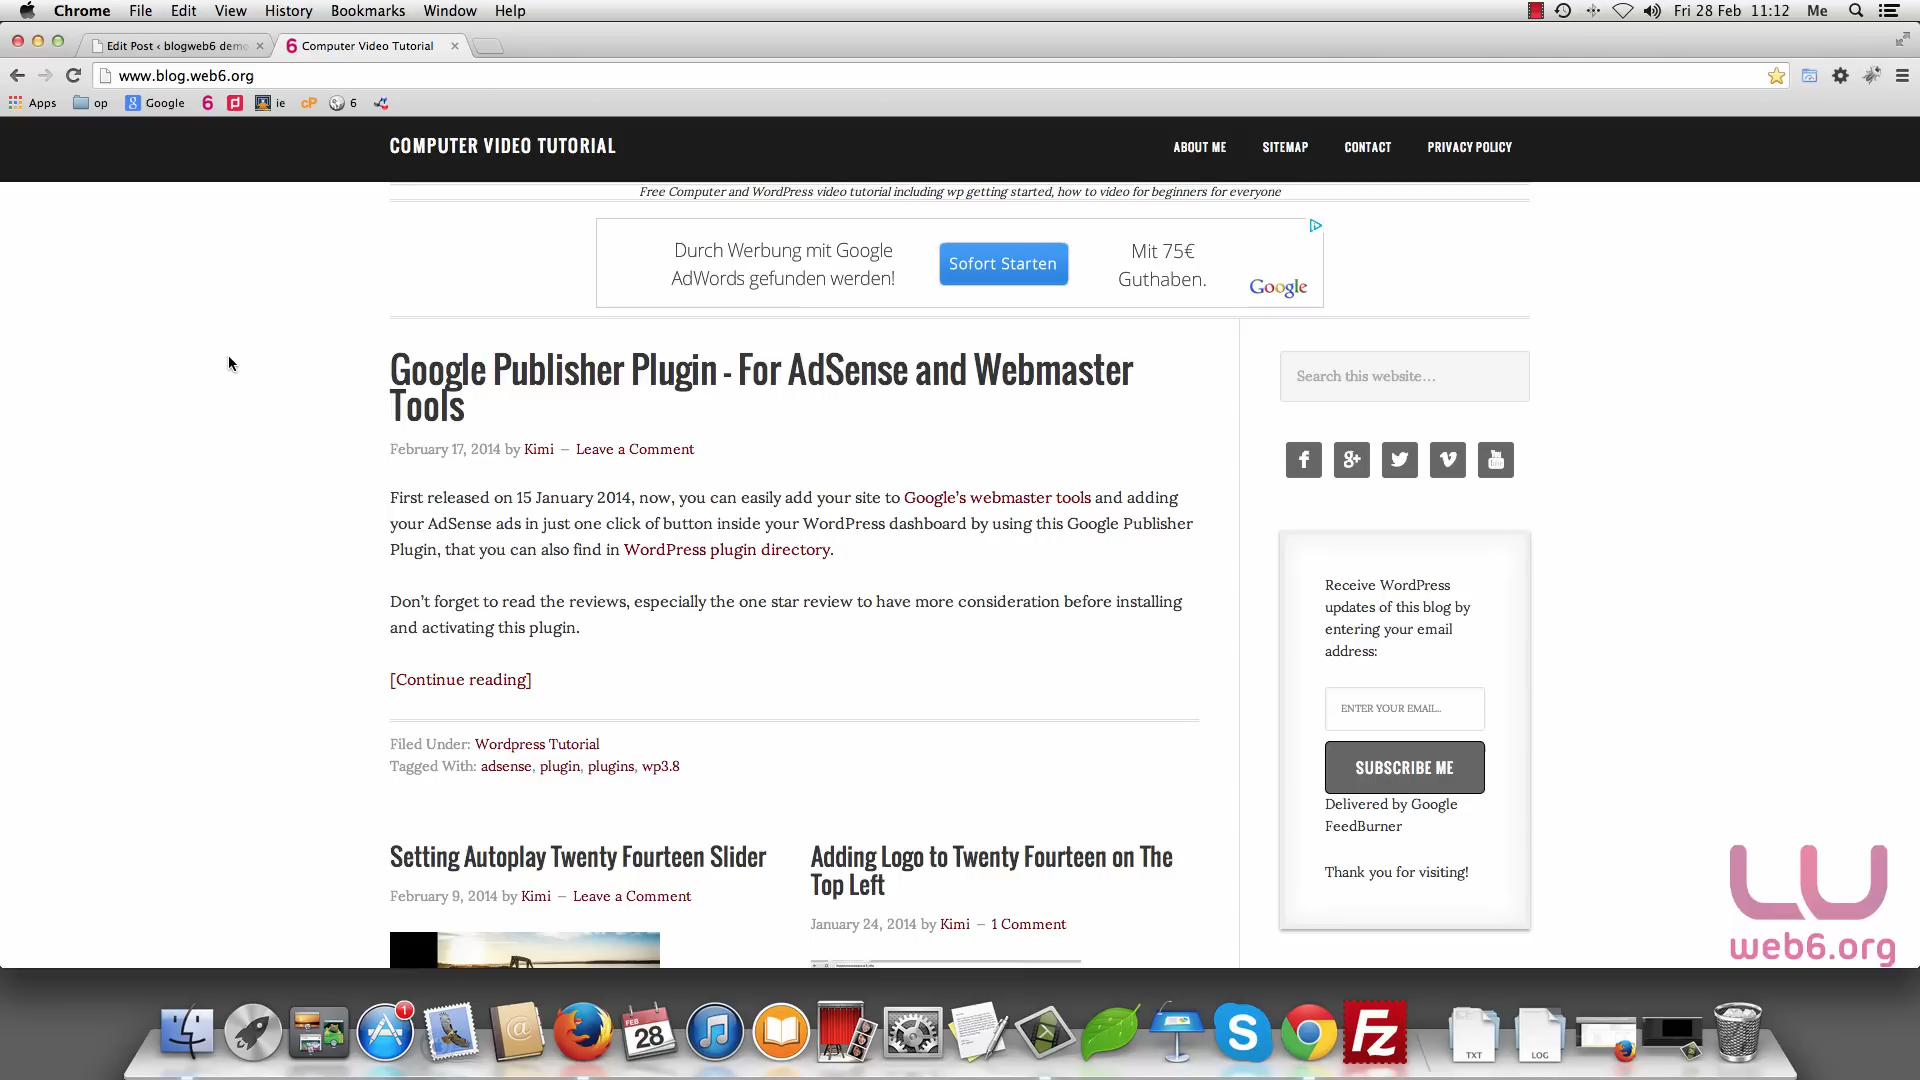 Chrome File Edit View History Bookmarks Window Help Fri 28 Feb 11:12 Me
Edit Post ‹ blogweb6 demo
6 Computer Video Tutorial
www.blog.web6.org
Apps op 8 Google 6 ie cP 6
COMPUTER VIDEO TUTORIAL
ABOUT ME SITEMAP CONTACT PRIVACY POLICY
Free Computer and WordPress video tutorial including wp getting started, how to video for beginners for everyone
Durch Werbung mit Google
AdWords gefunden werden!
Sofort Starten
Mit 75€
Guthaben.
Google
Google Publisher Plugin - For AdSense and Webmaster
Tools
February 17, 2014 by Kimi — Leave a Comment
First released on 15 January 2014, now, you can easily add your site to Google's webmaster tools and adding
your AdSense ads in just one click of button inside your WordPress dashboard by using this Google Publisher
Plugin, that you can also find in WordPress plugin directory.
Don't forget to read the reviews, especially the one star review to have more consideration before installing
and activating this plugin.
[Continue reading]
Filed Under: Wordpress Tutorial
Tagged With: adsense, plugin, plugins, wp3.8
Setting Autoplay Twenty Fourteen Slider
February 9, 2014 by Kimi — Leave a Comment
Adding Logo to Twenty Fourteen on The
Top Left
January 24, 2014 by Kimi — 1 Comment
Search this website…
Receive WordPress
updates of this blog by
entering your email
address:
ENTER YOUR EMAIL...
SUBSCRIBE ME
Delivered by Google
FeedBurner
Thank you for visiting!
web6.org
1
FEB
28
TXT
LOG